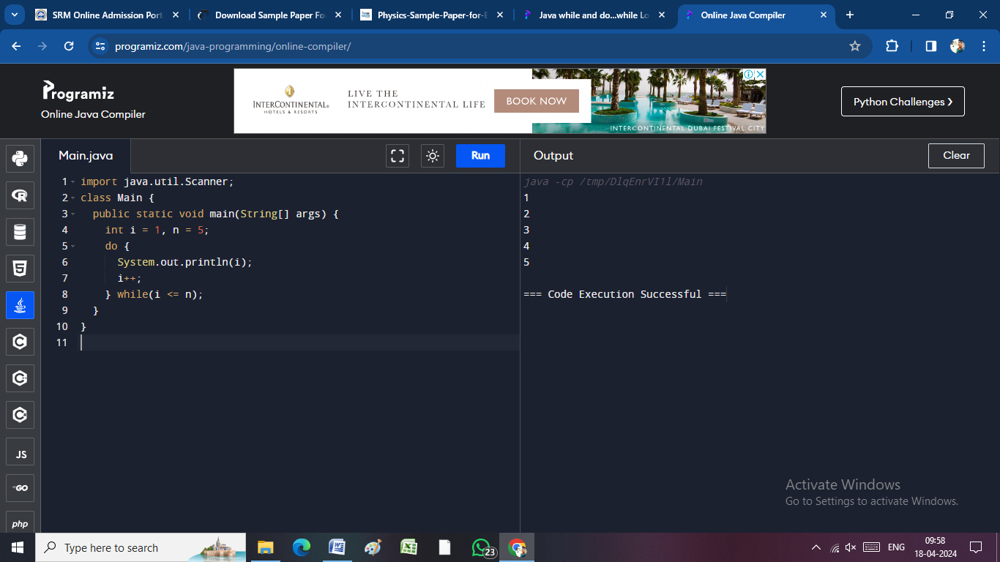 SRM Online Admission Port
Download Sample Paper Fo
Physics-Sample-Paper-for-E
Java while and do...while Lo
Online Java Compiler
programiz.com/java-programming/online-compiler/
Programiz
Online Java Compiler
INTERCONTINENTAL®
HOTELS & RESORTS
LIVE THE
INTERCONTINENTAL LIFE
BOOK NOW
INTERCONTINENTAL DUBAI FESTIVAL CITY
Python Challenges ❯
Main.java
Run
Output
Clear
1 import java.util.Scanner;
2 class Main {
3 public static void main(String[] args) {
4 int i = 1, n = 5;
5 do {
6 System.out.println(i);
7 i++;
8 } while(i <= n);
9 }
10 }
11
java -cp /tmp/DlqEnrVI1l/Main
1
2
3
4
5
=== Code Execution Successful ===
JS
GO
php
Activate Windows
Go to Settings to activate Windows.
Type here to search
23
ENG
09:58
18-04-2024